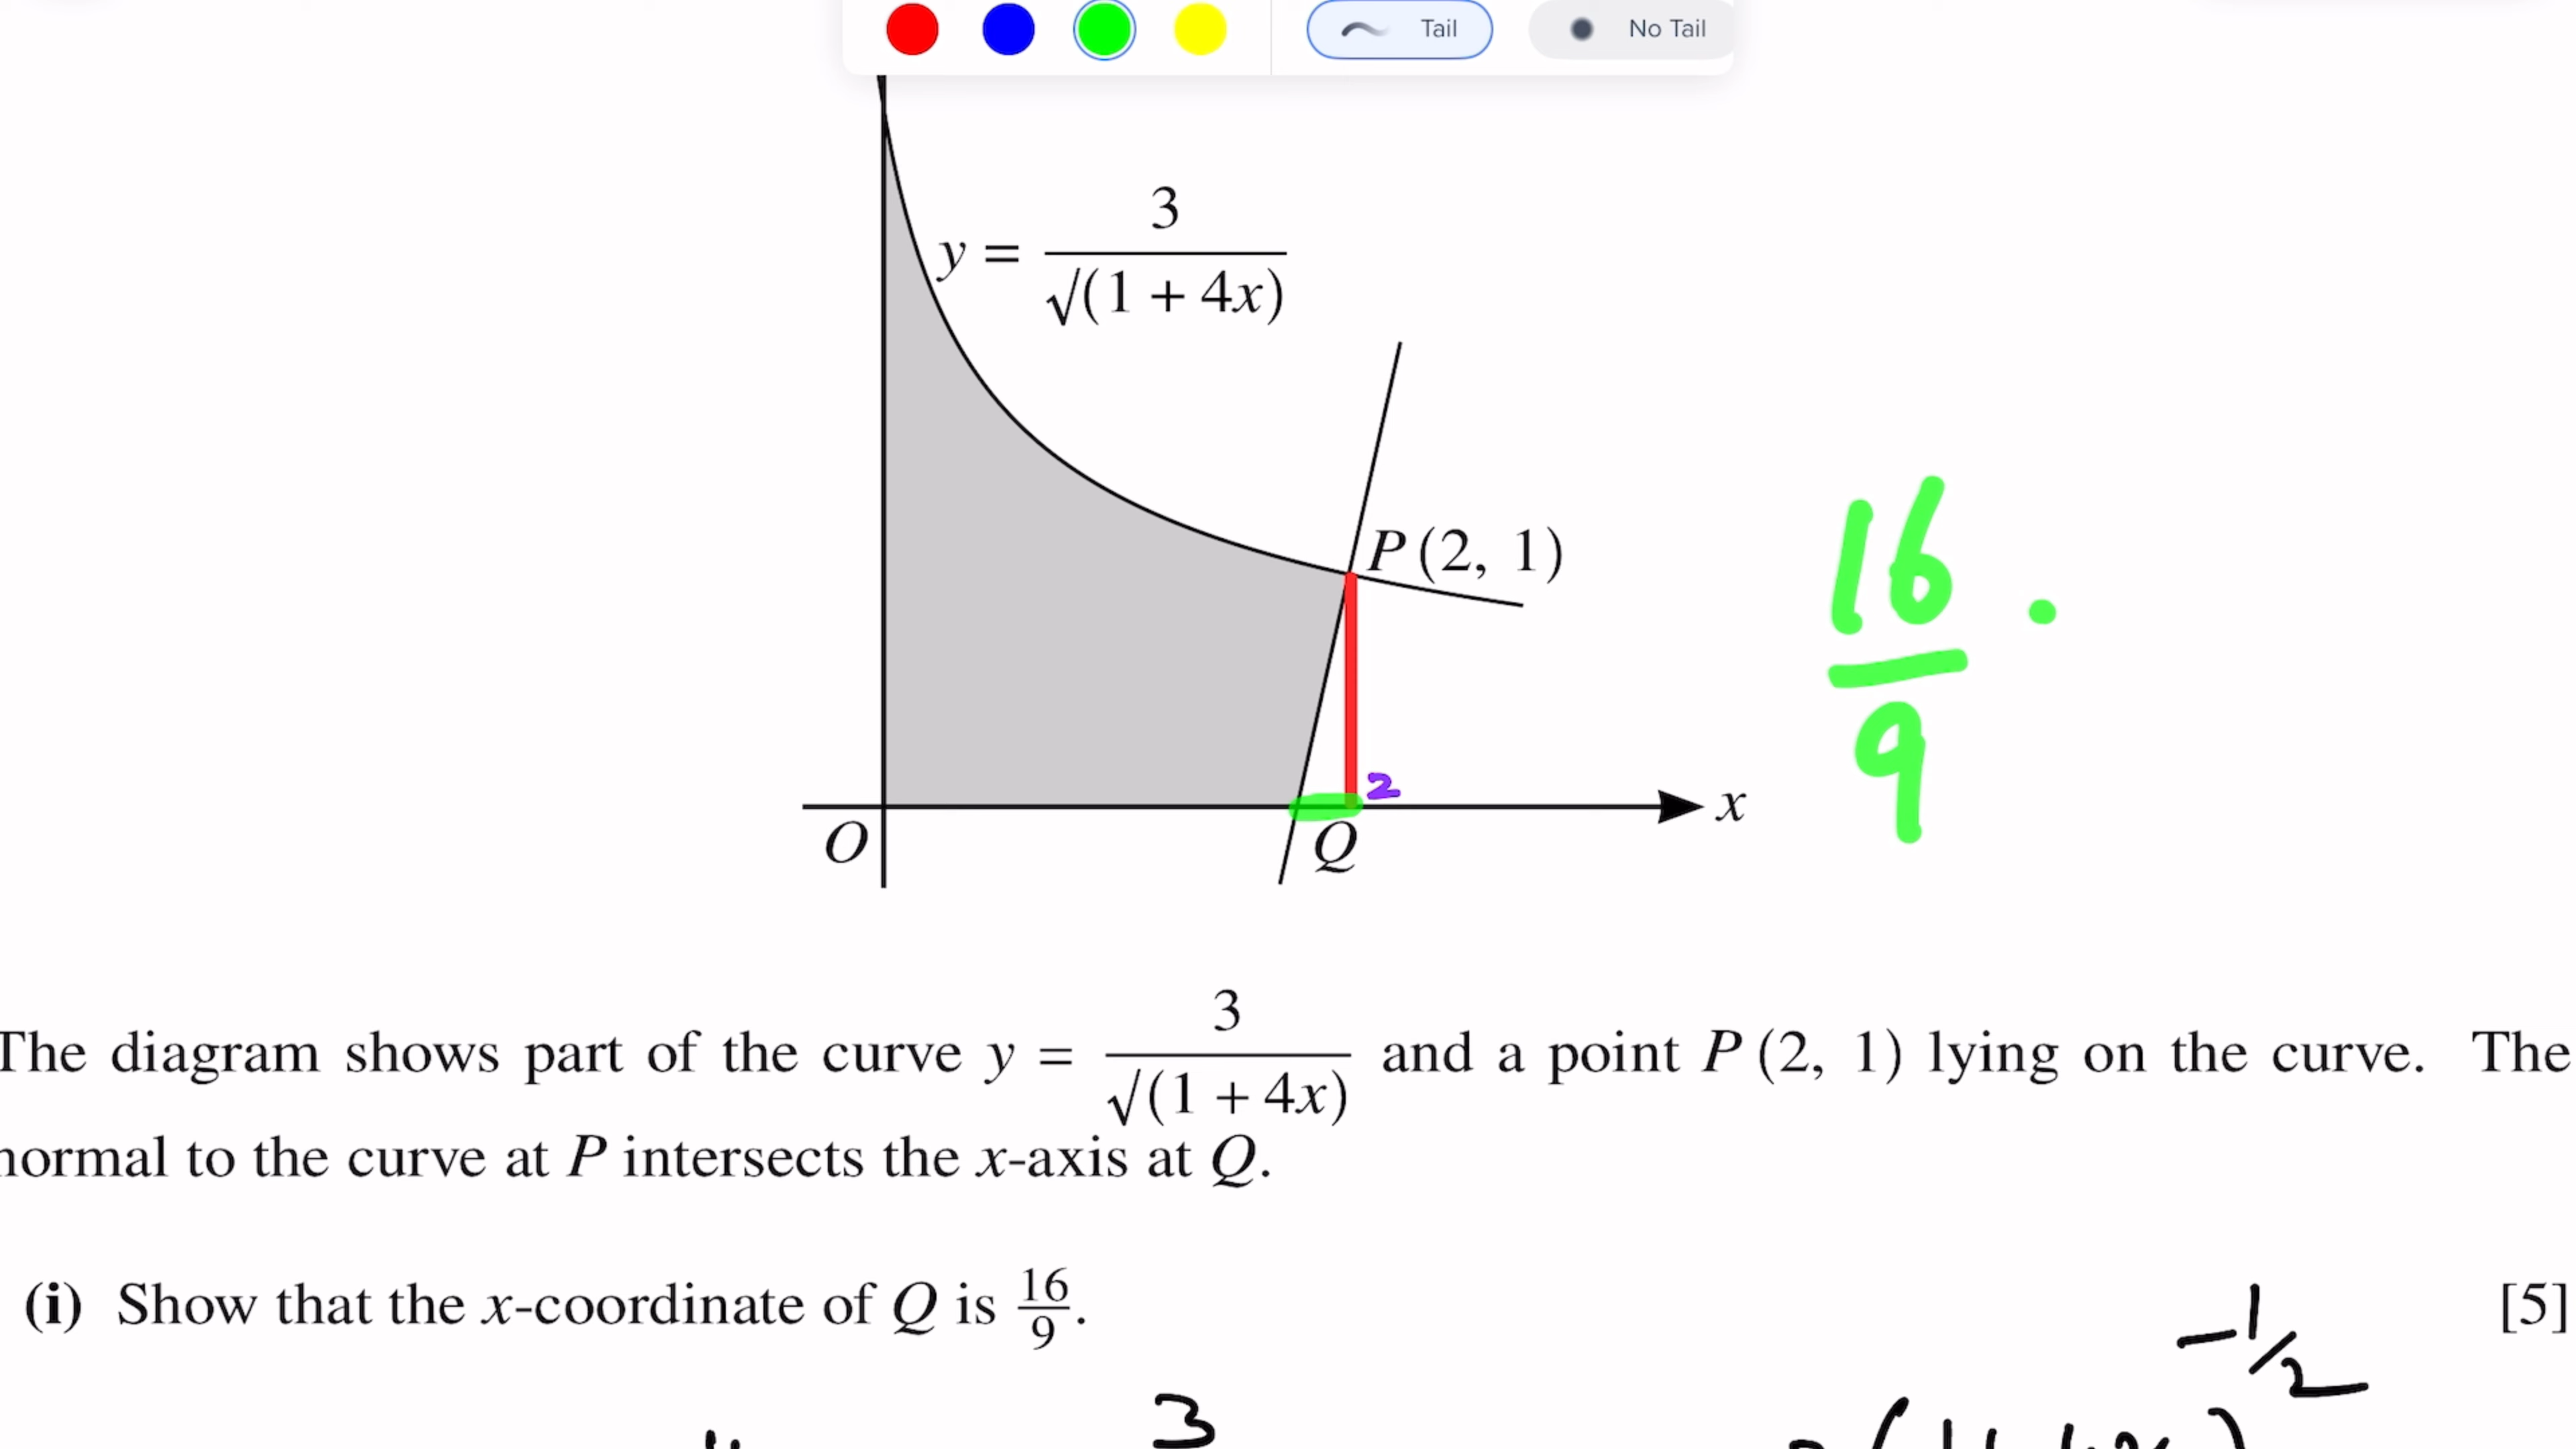 Tail No Tail
y = 3 / √(1 + 4x)
P (2, 1)
16 / 9 .
2
O Q x
The diagram shows part of the curve y = 3 / √(1 + 4x) and a point P (2, 1) lying on the curve. The
normal to the curve at P intersects the x-axis at Q.
(i) Show that the x-coordinate of Q is 16/9. [5]
-1/2
3